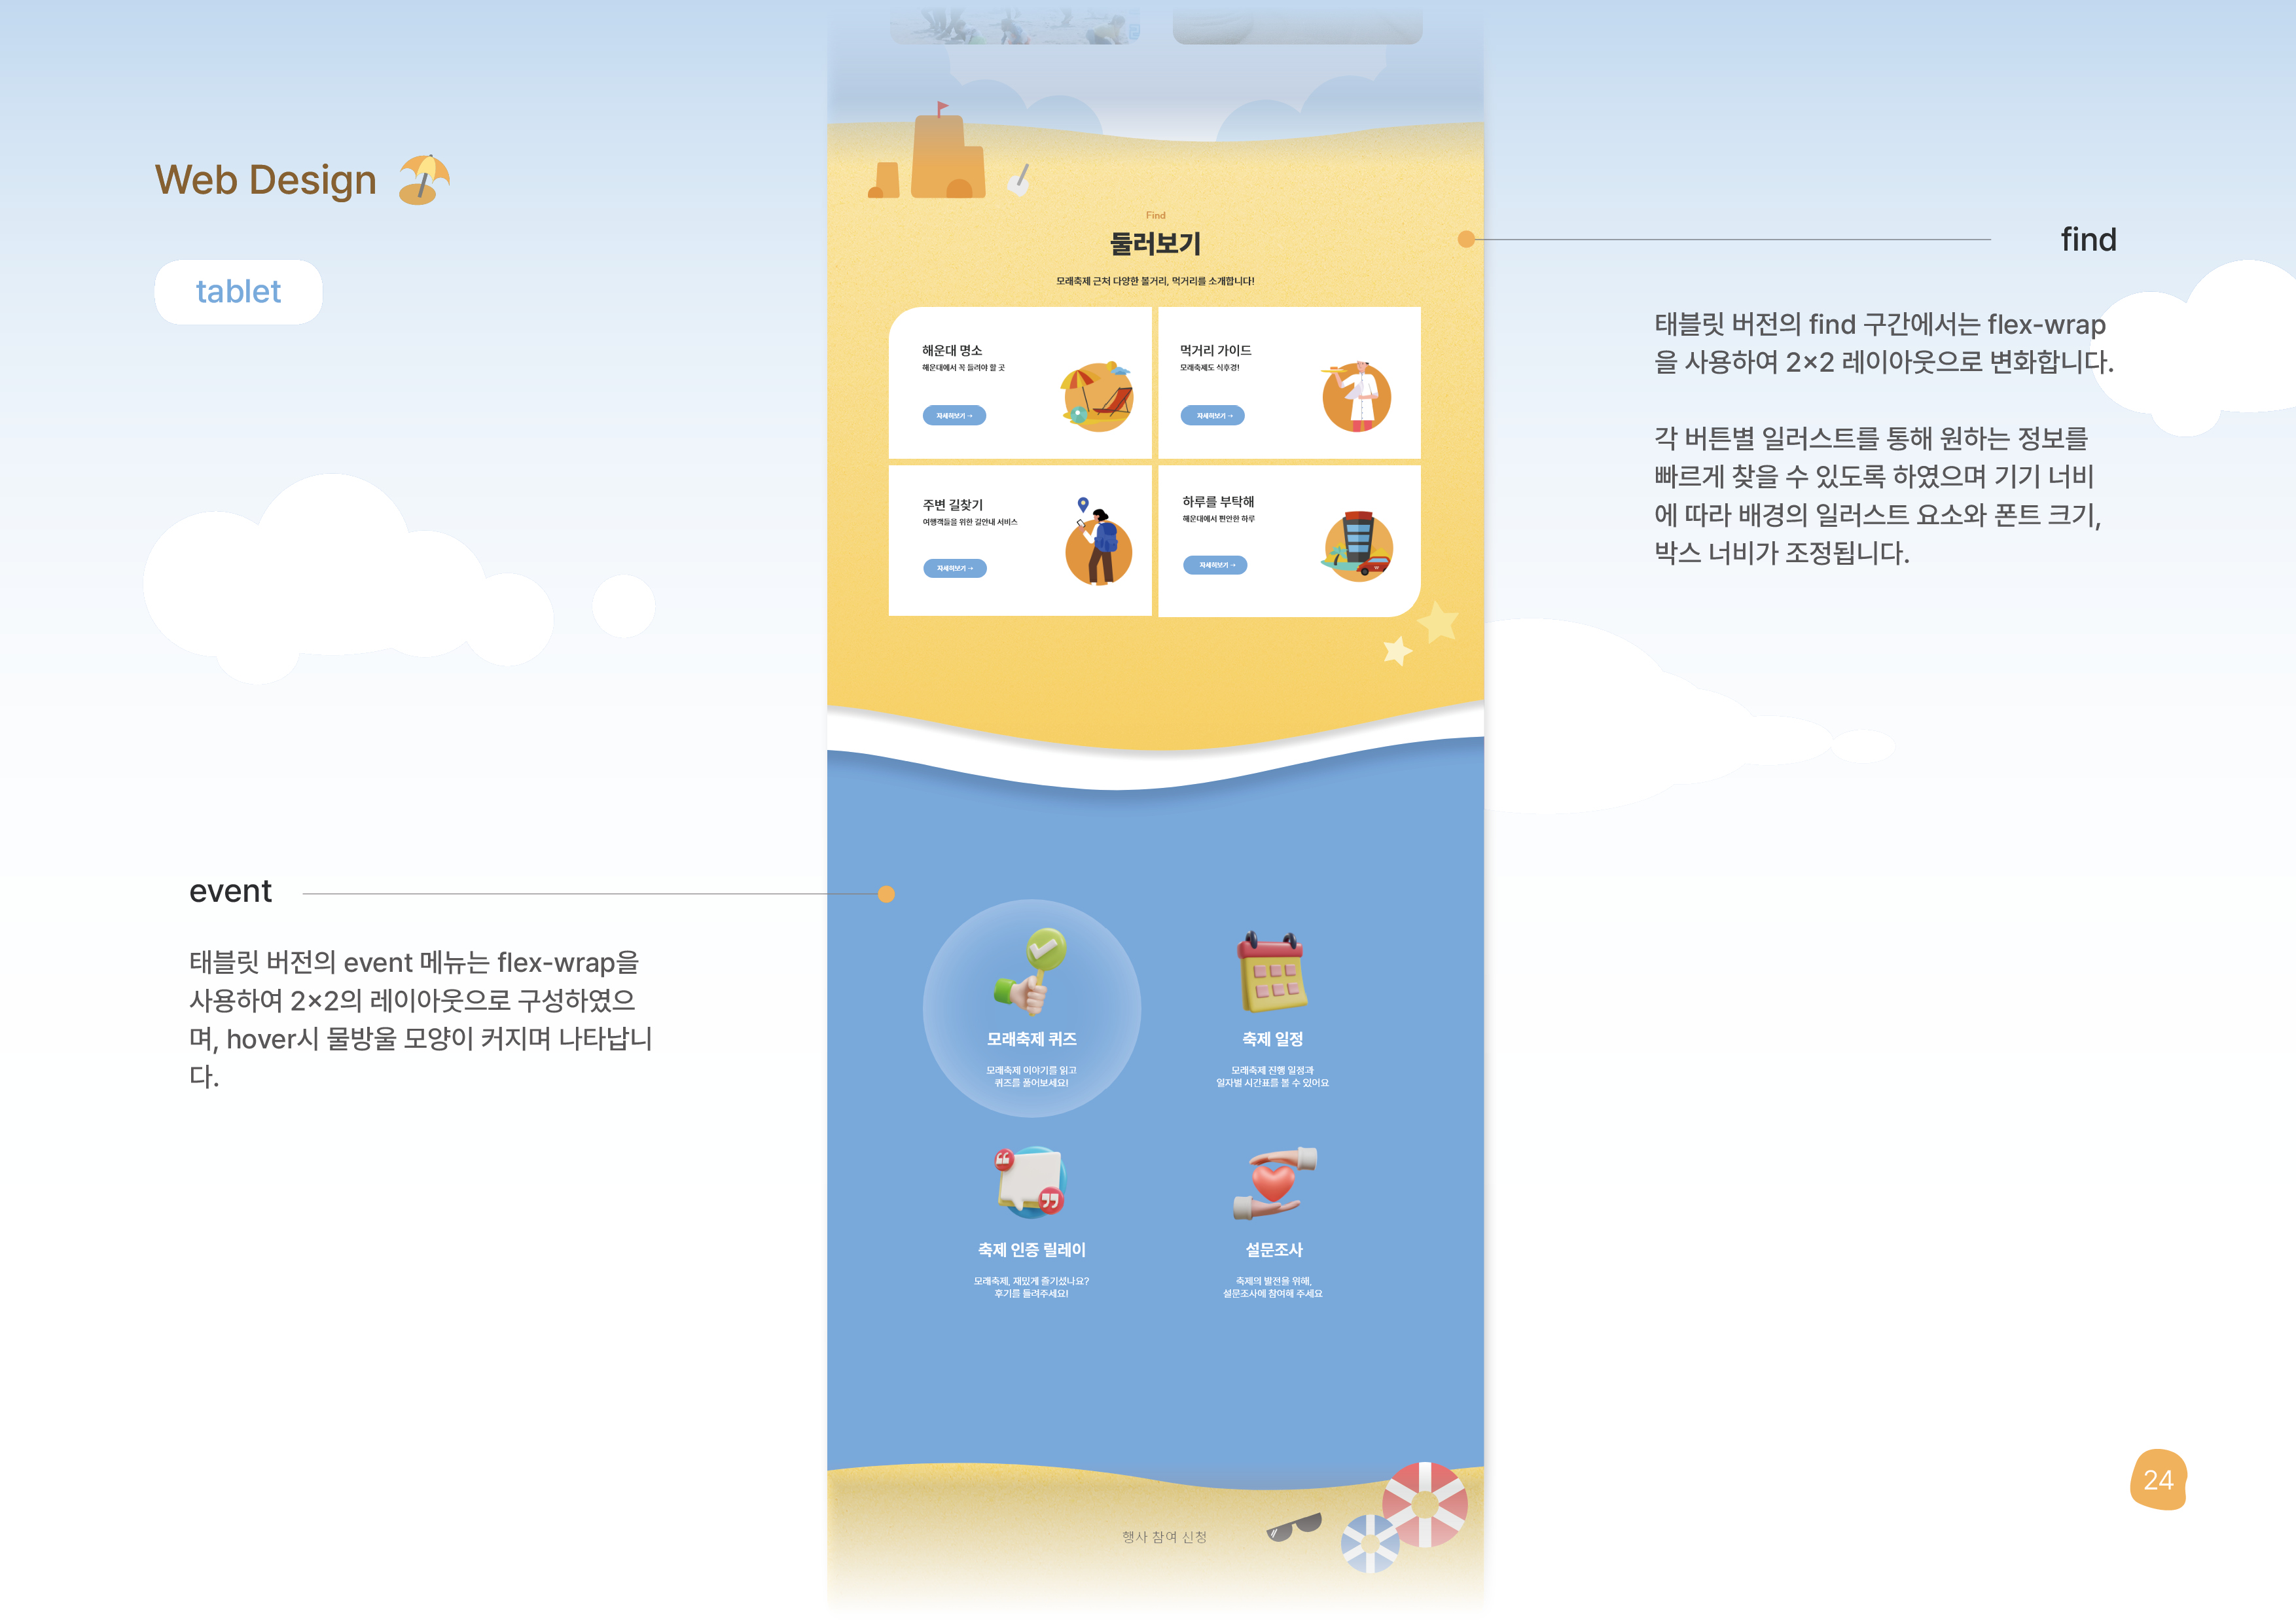 Web Design
tablet
Find
둘러보기
모래축제 근처 다양한 볼거리, 먹거리를 소개합니다!
해운대 명소
해운대에서 꼭 들려야 할 곳
자세히보기 →
먹거리 가이드
모래축제도 식후경!
자세히보기 →
주변 길찾기
여행객들을 위한 길안내 서비스
자세히보기 →
하루를 부탁해
해운대에서 편안한 하루
자세히보기 →
find
태블릿 버전의 find 구간에서는 flex-wrap
을 사용하여 2×2 레이아웃으로 변화합니다.
각 버튼별 일러스트를 통해 원하는 정보를
빠르게 찾을 수 있도록 하였으며 기기 너비
에 따라 배경의 일러스트 요소와 폰트 크기,
박스 너비가 조정됩니다.
event
태블릿 버전의 event 메뉴는 flex-wrap을
사용하여 2×2의 레이아웃으로 구성하였으
며, hover시 물방울 모양이 커지며 나타납니
다.
모래축제 퀴즈
모래축제 이야기를 읽고
퀴즈를 풀어보세요!
축제 일정
모래축제 진행 일정과
일자별 시간표를 볼 수 있어요
축제 인증 릴레이
모래축제, 재밌게 즐기셨나요?
후기를 들려주세요!
설문조사
축제의 발전을 위해,
설문조사에 참여해 주세요
행사 참여 신청
24